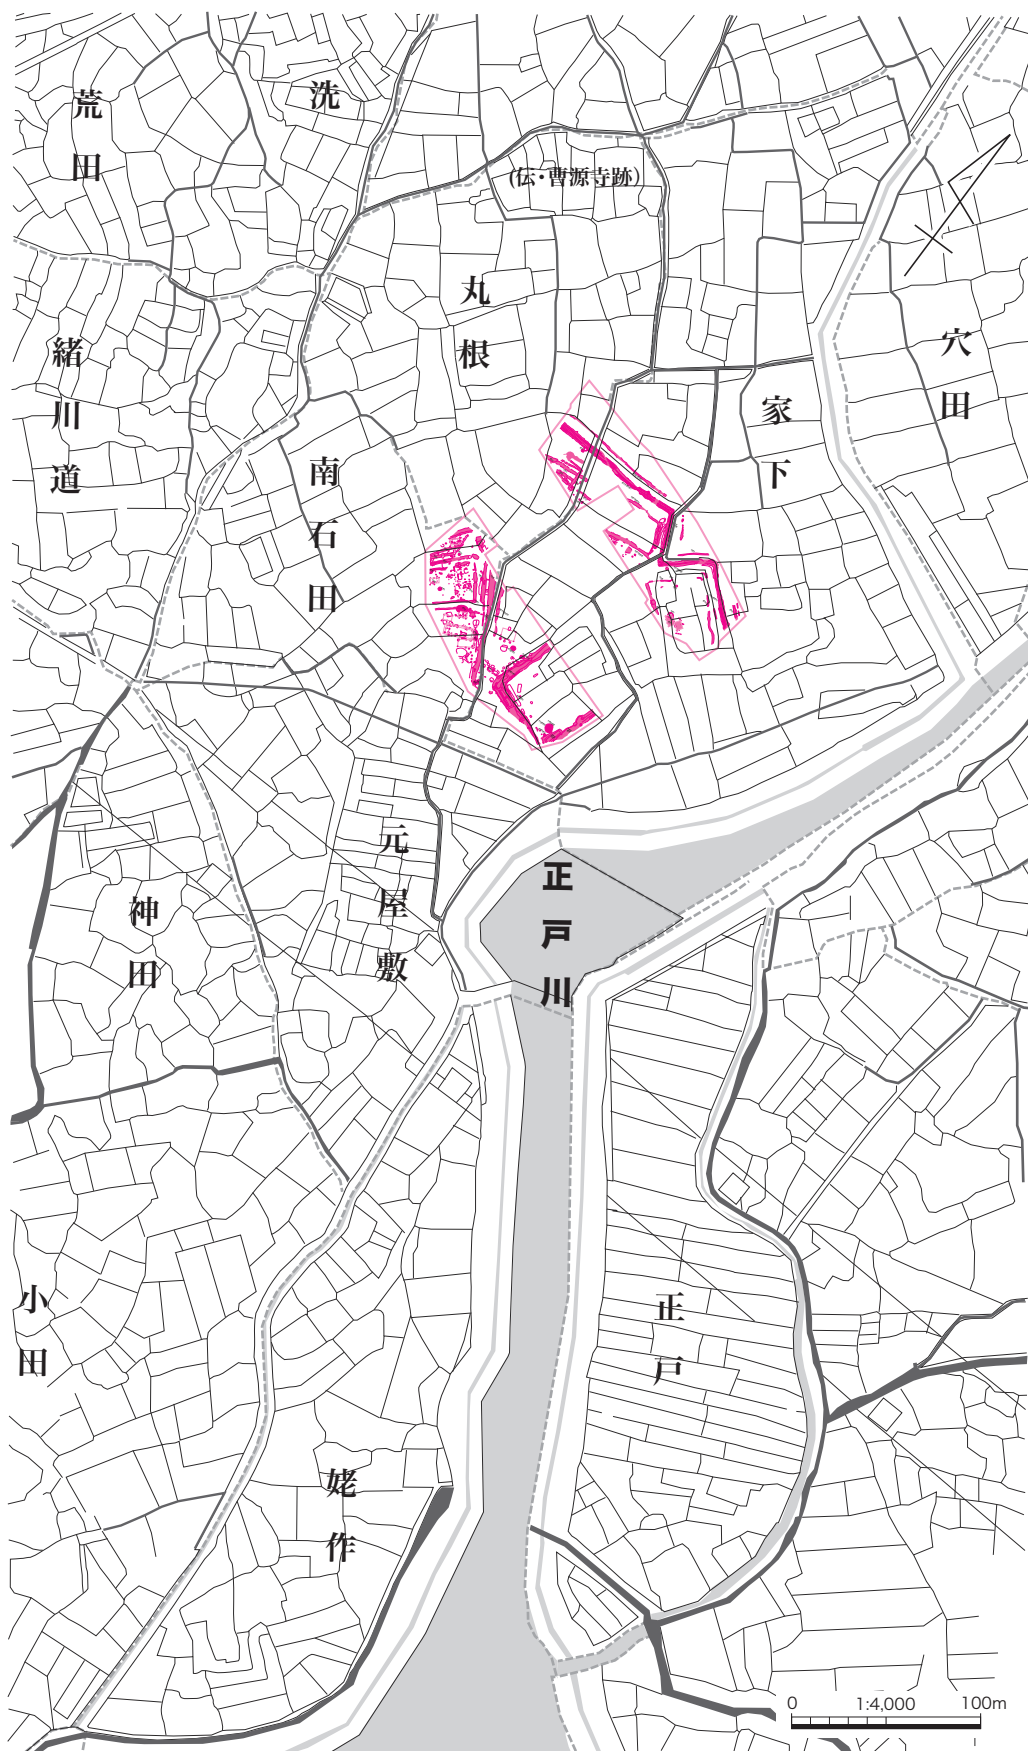 荒田
洗
(伝・曹源寺跡)
丸根
穴田
緒川道
家下
南石田
元屋敷
正戸川
神田
小田
正戸
姥作
0 1:4,000 100m